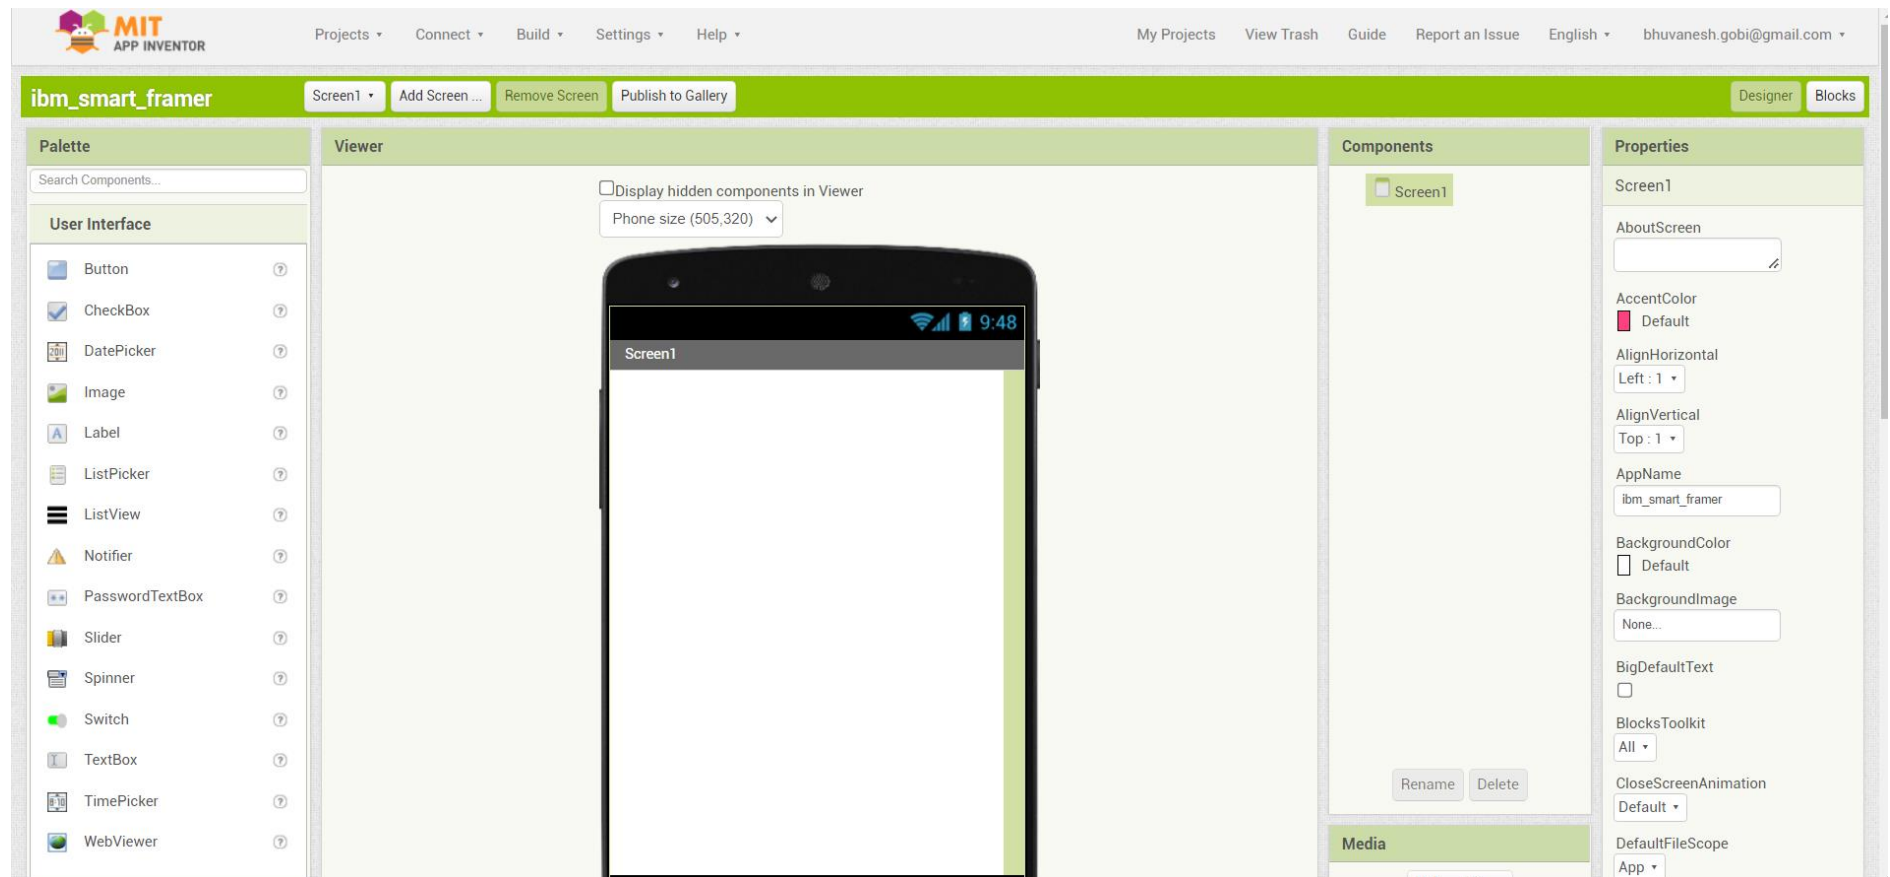 MIT
APP INVENTOR
Projects Connect Build Settings Help My Projects View Trash Guide Report an Issue English bhuvanesh.gobi@gmail.com
ibm_smart_framer Screen1 Add Screen ... Remove Screen Publish to Gallery Designer Blocks
Palette
Search Components...
User Interface
Button
CheckBox
DatePicker
Image
Label
ListPicker
ListView
Notifier
PasswordTextBox
Slider
Spinner
Switch
TextBox
TimePicker
WebViewer
Viewer
Display hidden components in Viewer
Phone size (505,320)
9:48
Screen1
Components
Screen1
Rename Delete
Media
Properties
Screen1
AboutScreen
AccentColor
Default
AlignHorizontal
Left : 1
AlignVertical
Top : 1
AppName
ibm_smart_framer
BackgroundColor
Default
BackgroundImage
None...
BigDefaultText
BlocksToolkit
All
CloseScreenAnimation
Default
DefaultFileScope
App